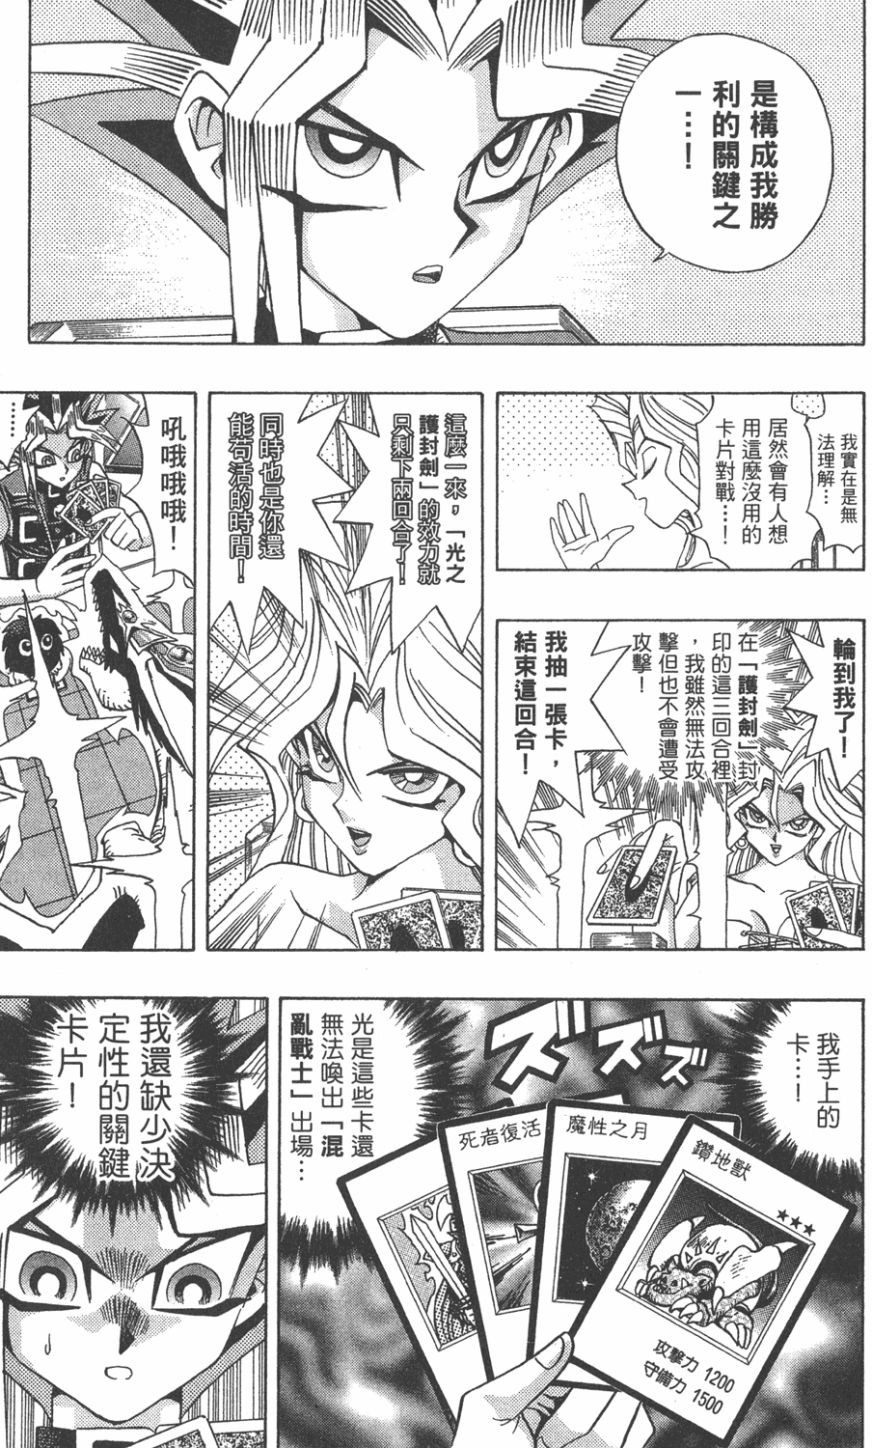 是構成我勝
利的關鍵之
一…！
我實在是無
法理解…
居然會有人想
用這麼沒用的
卡片對戰…！
輪到我了！
在「護封劍」封
印的這三回合裡
，我雖然無法攻
擊但也不會遭受
攻擊！
我抽一張卡，
結束這回合！
這麼一來，「光之
護封劍」的效力就
只剩下兩回合了！
同時也是你還
能苟活的時間！
吼哦哦哦！
……
我手上的
卡…！
ズズズ
死者復活
魔性之月
鑽地獸
★★★
攻擊力 1200
守備力 1500
光是這些卡還
無法喚出「混
亂戰士」出場…
我還缺少決
定性的關鍵
卡片！